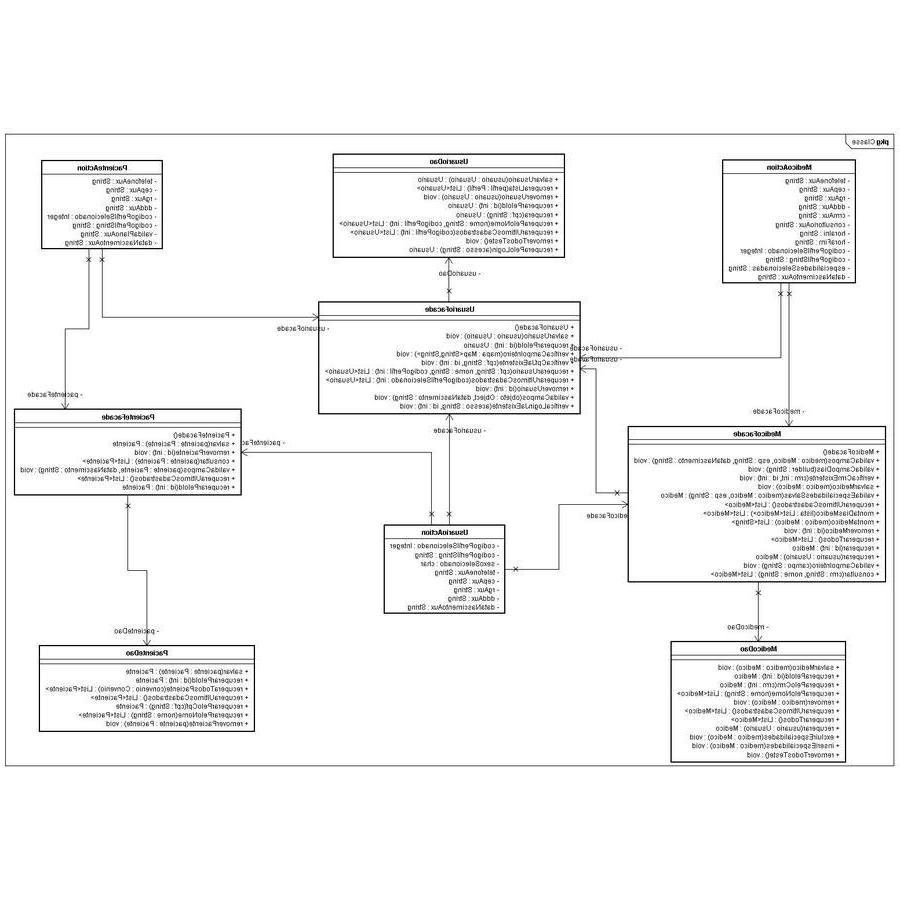 pkg Classe
MedicoAction
- telefoneAux : String
- cepAux : String
- rgAux : String
- dddAux : String
- crmAux : String
- consultorioAux : String
- horaIni : String
- horaFim : String
- codigoPerfilSelecionado : Integer
- codigoPerfilString : String
- especialidadesSelecionadas : String
- dataNascimentoAux : String
UsuarioDao
+ salvarUsuario(usuario : Usuario) : Usuario
+ recuperarLista(perfil : Perfil) : List<Usuario>
+ removerUsuario(usuario : Usuario) : void
+ recuperarPeloId(id : int) : Usuario
+ recuperar(cpf : String) : Usuario
+ recuperarPeloNome(nome : String, codigoPerfil : int) : List<Usuario>
+ recuperarUltimosCadastrados(codigoPerfil : int) : List<Usuario>
+ removerTodosTeste() : void
+ recuperarPeloLogin(acesso : String) : Usuario
PacienteAction
- telefoneAux : String
- cepAux : String
- rgAux : String
- dddAux : String
- codigoPerfilSelecionado : Integer
- codigoPerfilString : String
- validaPlanoAux : String
- dataNascimentoAux : String
- usuarioDao
UsuarioFacade
+ UsuarioFacade()
+ salvarUsuario(usuario : Usuario) : void
+ recuperarPeloId(id : int) : Usuario
+ verificaCampoInteiro(mapa : Map<String,String>) : void
+ verificaCpfJaExistente(cpf : String, id : int) : void
+ recuperarUsuario(cpf : String, nome : String, codigoPerfil : int) : List<Usuario>
+ recuperarUltimosCadastrados(codigoPerfilSelecionado : int) : List<Usuario>
+ removerUsuario(id : int) : void
+ validaCampos(objeto : Object, dataNascimento : String) : void
+ verificaLoginJaExistente(acesso : String, id : int) : void
- usuarioFacade
- usuarioFacade
- usuarioFacade
- medicoFacade
- pacienteFacade
MedicoFacade
+ MedicoFacade()
+ validaCampos(medico : Medico, esp : String, dataNascimento : String) : void
+ validaCampoDias(builder : String) : void
+ verificaCrmExistente(crm : int, id : int) : void
+ salvarMedico(medico : Medico) : void
+ validaEspecialidadesESalvas(medico : Medico, esp : String) : Medico
+ recuperarUltimosCadastrados() : List<Medico>
+ montaDiasMedico(lista : List<Medico>) : List<Medico>
+ montaMedico(medico : Medico) : List<String>
+ removerMedico(id : int) : void
+ recuperarTodos() : List<Medico>
+ recuperar(id : int) : Medico
+ recuperar(usuario : Usuario) : Medico
+ verificaCampoInteiro(campo : String) : void
+ consultar(crm : String, nome : String) : List<Medico>
- usuarioFacade
- pacienteFacade
PacienteFacade
+ PacienteFacade()
+ salvar(paciente : Paciente) : Paciente
+ removerPaciente(id : int) : void
+ consultar(paciente : Paciente) : List<Paciente>
+ validaCampos(paciente : Paciente, dataNascimento : String) : void
+ recuperarUltimosCadastrados() : List<Paciente>
+ recuperarPeloId(id : int) : Paciente
- medicoFacade
UsuarioAction
- codigoPerfilSelecionado : Integer
- codigoPerfilString : String
- sexoSelecionado : char
- telefoneAux : String
- cepAux : String
- rgAux : String
- dddAux : String
- dataNascimentoAux : String
- medicoDao
- pacienteDao
MedicoDao
+ salvarMedico(medico : Medico) : void
+ recuperarPeloId(id : int) : Medico
+ recuperarPeloCrm(crm : int) : Medico
+ recuperarPeloNome(nome : String) : List<Medico>
+ remover(medico : Medico) : void
+ recuperarUltimosCadastrados() : List<Medico>
+ recuperarTodos() : List<Medico>
+ recuperar(usuario : Usuario) : Medico
+ excluiEspecialidades(medico : Medico) : void
+ insereEspecialidades(medico : Medico) : void
+ removerTodosTeste() : void
PacienteDao
+ salvar(paciente : Paciente) : Paciente
+ recuperarPeloId(id : int) : Paciente
+ recuperarTodosPaciente(convenio : Convenio) : List<Paciente>
+ recuperarUltimosCadastrados() : List<Paciente>
+ recuperarPeloCpf(cpf : String) : Paciente
+ recuperarPeloNome(nome : String) : List<Paciente>
+ removerPaciente(paciente : Paciente) : void